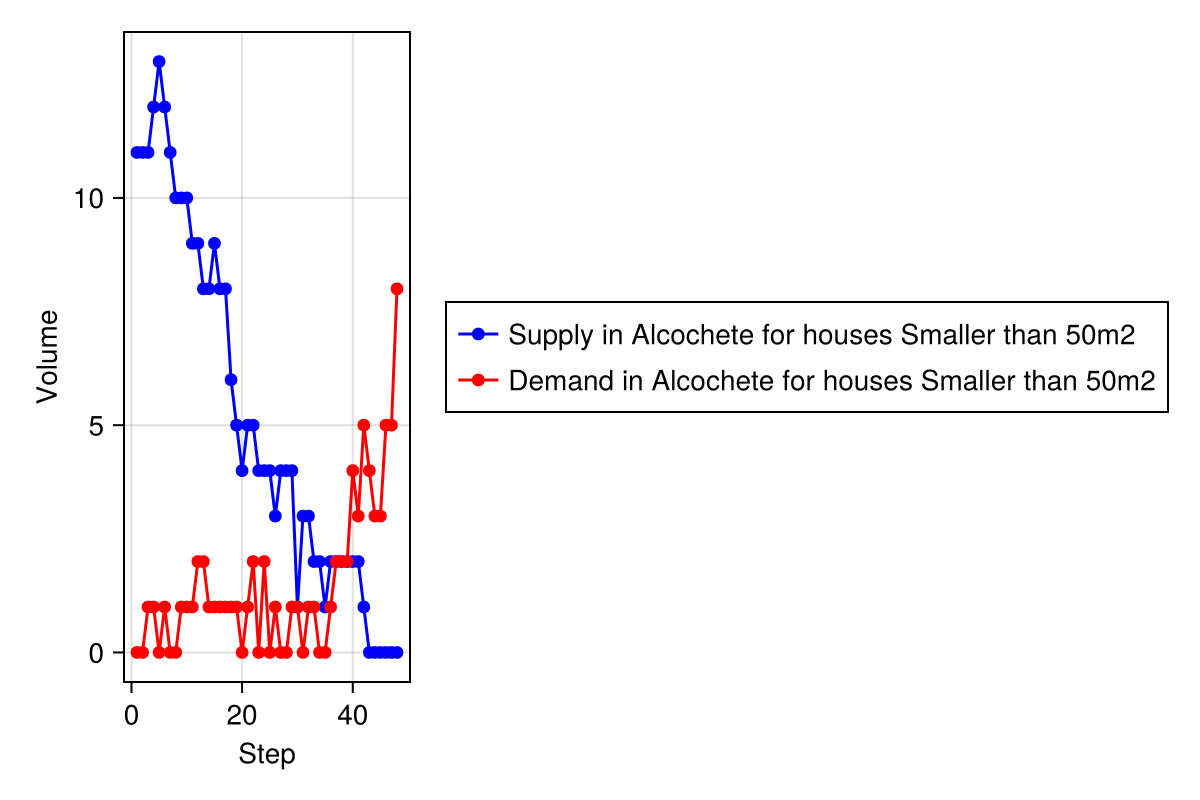 Volume
10
5
0
0 20 40
Step
Supply in Alcochete for houses Smaller than 50m2
Demand in Alcochete for houses Smaller than 50m2